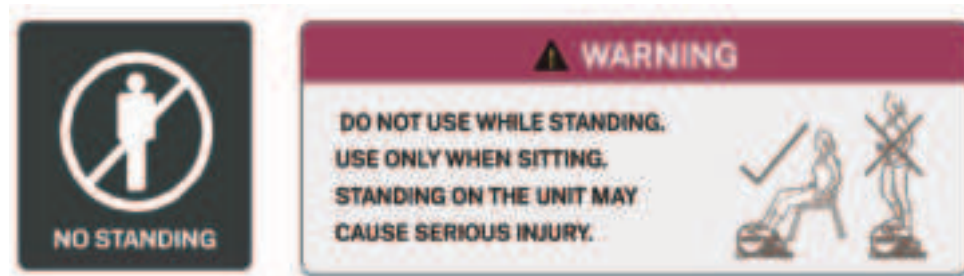 NO STANDING
WARNING
DO NOT USE WHILE STANDING.
USE ONLY WHEN SITTING.
STANDING ON THE UNIT MAY
CAUSE SERIOUS INJURY.